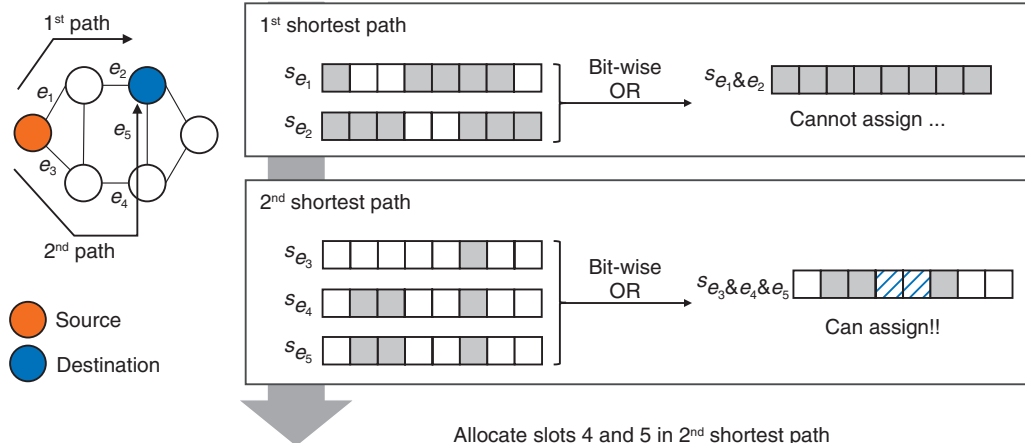 1st path
e2
e1
e5
e3
e4
2nd path
Source
Destination
1st shortest path
se1
se2
Bit-wise
OR
se1&e2
Cannot assign ...
2nd shortest path
se3
se4
se5
Bit-wise
OR
se3&e4&e5
Can assign!!
Allocate slots 4 and 5 in 2nd shortest path